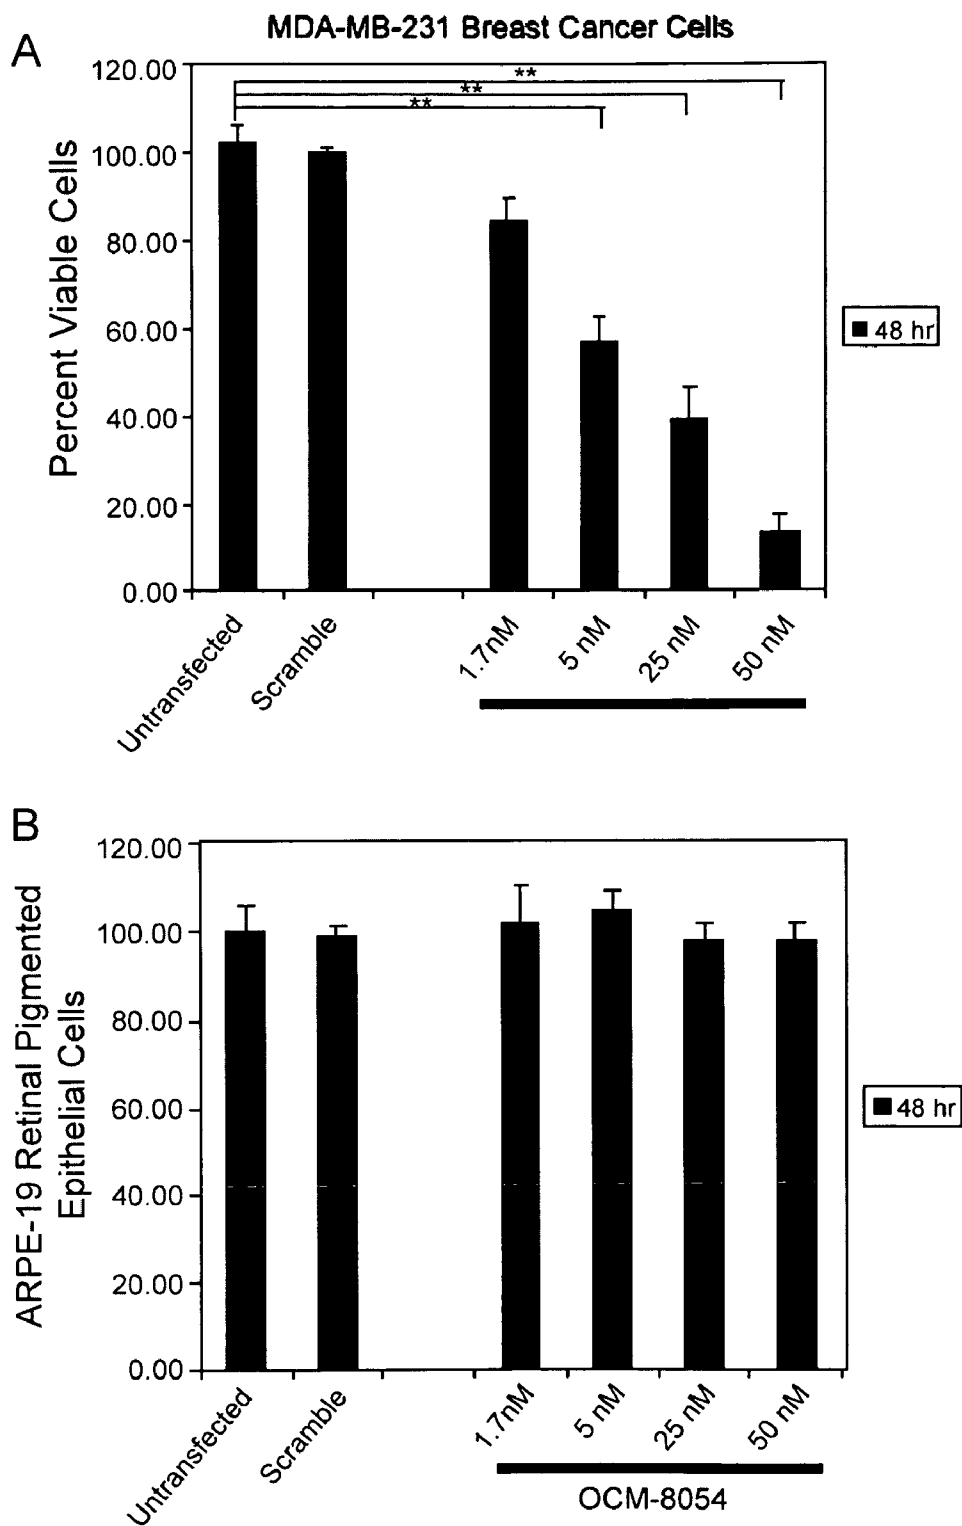 A
MDA-MB-231 Breast Cancer Cells
Percent Viable Cells
120.00
100.00
80.00
60.00
40.00
20.00
0.00
**
**
**
48 hr
Untransfected
Scramble
1.7nM
5 nM
25 nM
50 nM
B
ARPE-19 Retinal Pigmented
Epithelial Cells
120.00
100.00
80.00
60.00
40.00
20.00
0.00
48 hr
Untransfected
Scramble
1.7nM
5 nM
25 nM
50 nM
OCM-8054